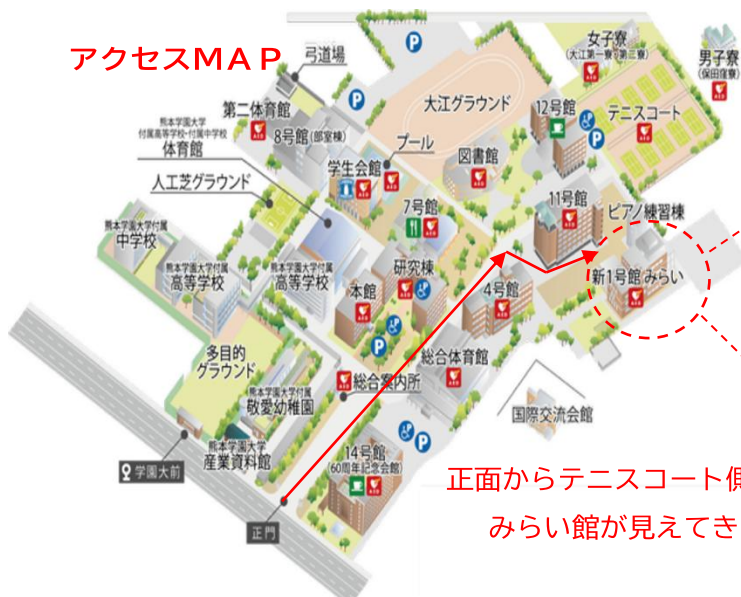 アクセスMAP
弓道場
P
P
女子寮
(大江第一寮・第二寮)
男子寮
(保田窪寮)
大江グラウンド
12号館
テニスコート
P
第二体育館
熊本学園大学
付属高等学校・付属中学校
体育館
8号館(部室棟)
プール
図書館
学生会館
人工芝グラウンド
7号館
11号館
ピアノ練習棟
熊本学園大学付属
中学校
熊本学園大学付属
高等学校
熊本学園大学付属
高等学校
研究棟
本館
4号館
新1号館 みらい
P
多目的
グラウンド
総合体育館
総合案内所
熊本学園大学付属
敬愛幼稚園
国際交流会館
熊本学園大学
産業資料館
P
14号館
(60周年記念会館)
学園大前
正門
正面からテニスコート側
みらい館が見えてき